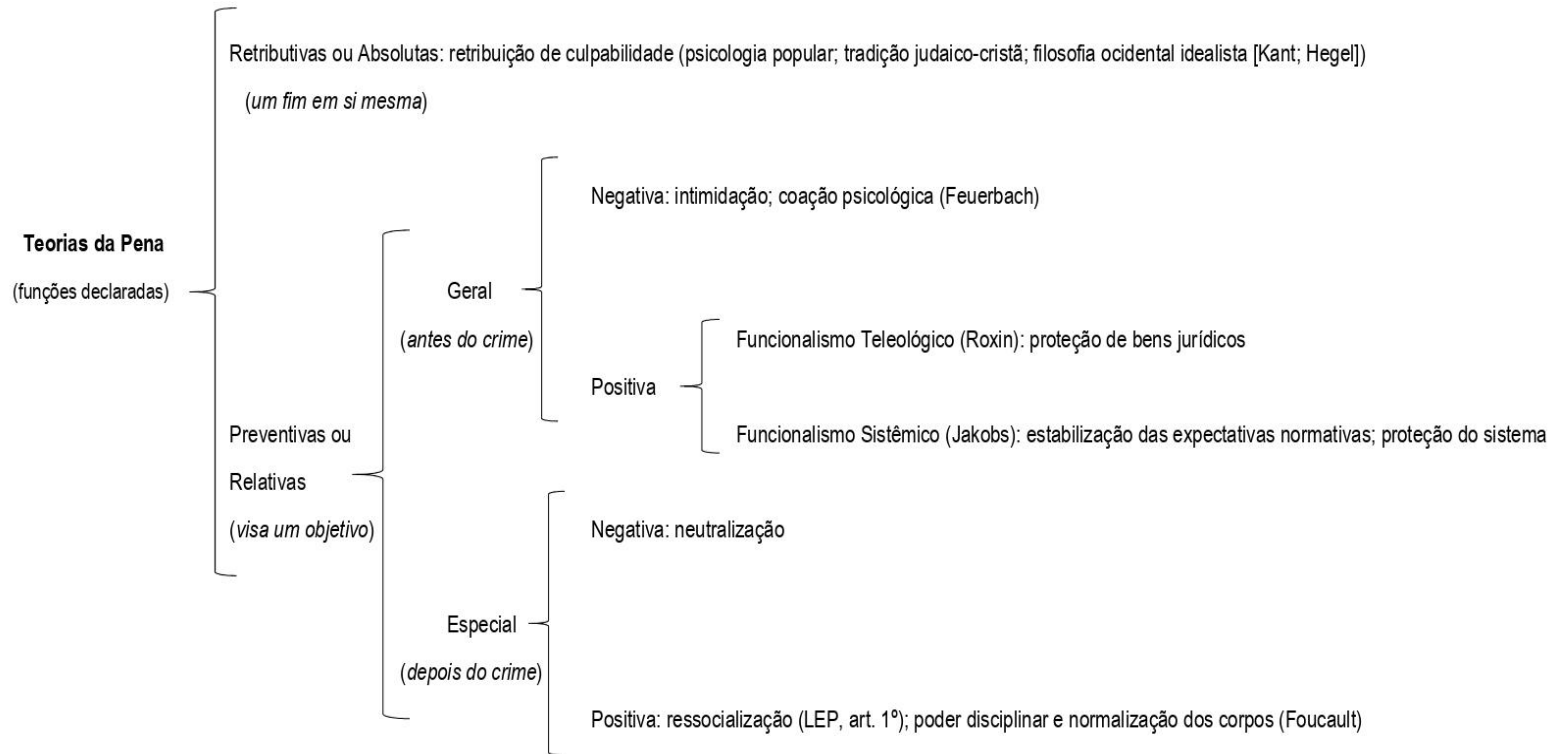 Retributivas ou Absolutas: retribuição de culpabilidade (psicologia popular; tradição judaico-cristã; filosofia ocidental idealista [Kant; Hegel])
(um fim em si mesma)
Negativa: intimidação; coação psicológica (Feuerbach)
Teorias da Pena
(funções declaradas)
Geral
(antes do crime)
Funcionalismo Teleológico (Roxin): proteção de bens jurídicos
Positiva
Funcionalismo Sistêmico (Jakobs): estabilização das expectativas normativas; proteção do sistema
Preventivas ou
Relativas
(visa um objetivo)
Negativa: neutralização
Especial
(depois do crime)
Positiva: ressocialização (LEP, art. 1º); poder disciplinar e normalização dos corpos (Foucault)